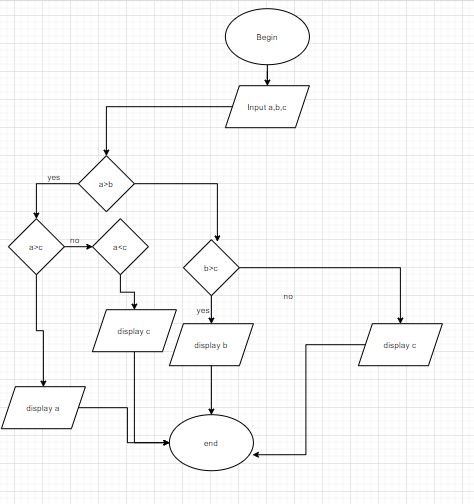 Begin
Input a,b,c
yes
a>b
a>c
no
a<c
b>c
no
yes
display c
display b
display c
display a
end